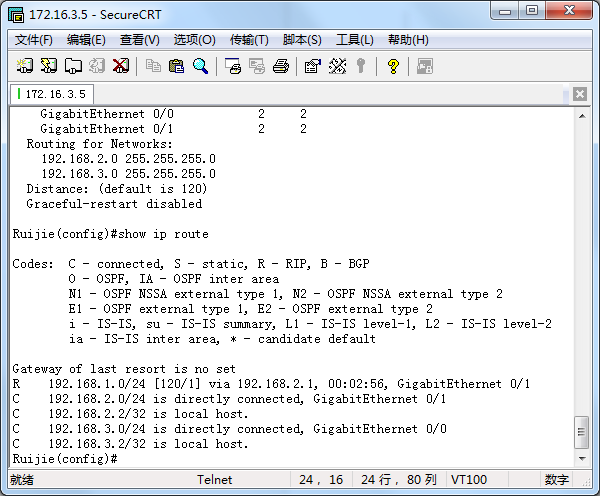 172.16.3.5 - SecureCRT
文件(F) 编辑(E) 查看(V) 选项(O) 传输(T) 脚本(S) 工具(L) 帮助(H)
172.16.3.5
GigabitEthernet 0/0 2 2
GigabitEthernet 0/1 2 2
Routing for Networks:
192.168.2.0 255.255.255.0
192.168.3.0 255.255.255.0
Distance: (default is 120)
Graceful-restart disabled
Ruijie(config)#show ip route
Codes: C - connected, S - static, R - RIP, B - BGP
O - OSPF, IA - OSPF inter area
N1 - OSPF NSSA external type 1, N2 - OSPF NSSA external type 2
E1 - OSPF external type 1, E2 - OSPF external type 2
i - IS-IS, su - IS-IS summary, L1 - IS-IS level-1, L2 - IS-IS level-2
ia - IS-IS inter area, * - candidate default
Gateway of last resort is no set
R 192.168.1.0/24 [120/1] via 192.168.2.1, 00:02:56, GigabitEthernet 0/1
C 192.168.2.0/24 is directly connected, GigabitEthernet 0/1
C 192.168.2.2/32 is local host.
C 192.168.3.0/24 is directly connected, GigabitEthernet 0/0
C 192.168.3.2/32 is local host.
Ruijie(config)#
就绪 Telnet 24, 16 24 行, 80 列 VT100 数字